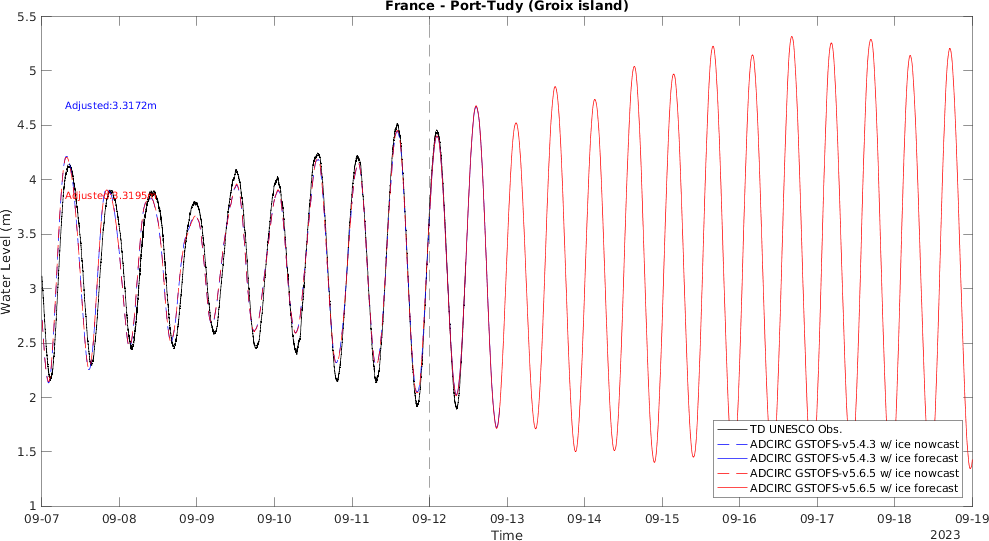 France - Port-Tudy (Groix island)
5.5
5
4.5
4
3.5
3
2.5
2
1.5
1
Water Level (m)
Adjusted:3.3172m
Adjusted:3.3195m
TD UNESCO Obs.
ADCIRC GSTOFS-v5.4.3 w/ ice nowcast
ADCIRC GSTOFS-v5.4.3 w/ ice forecast
ADCIRC GSTOFS-v5.6.5 w/ ice nowcast
ADCIRC GSTOFS-v5.6.5 w/ ice forecast
09-07 09-08 09-09 09-10 09-11 09-12 09-13 09-14 09-15 09-16 09-17 09-18 09-19
Time
2023